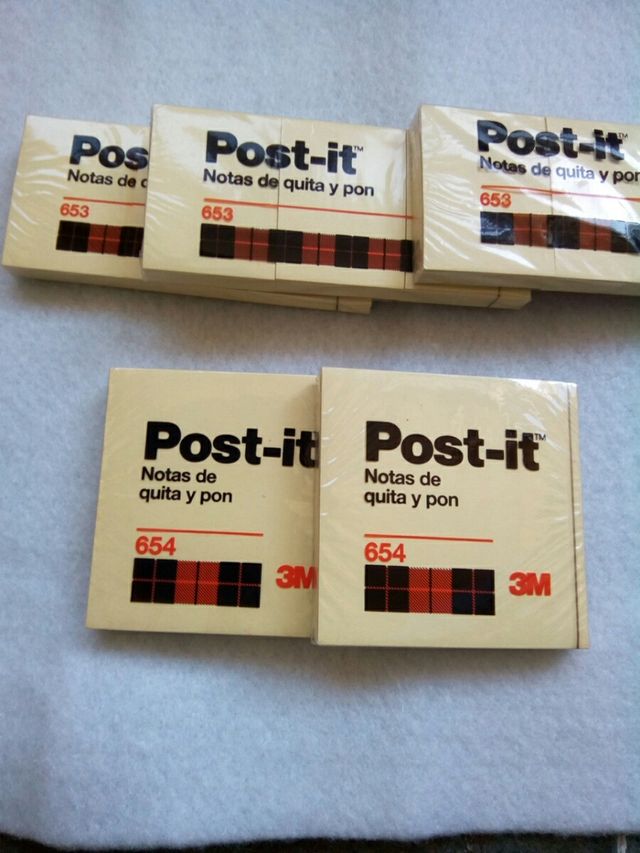 Pos
Notas de q
653
Post-it™
Notas de quita y pon
653
Post-it™
Notas de quita y pon
653
Post-it
Notas de
quita y pon
654
3M
Post-it™
Notas de
quita y pon
654
3M